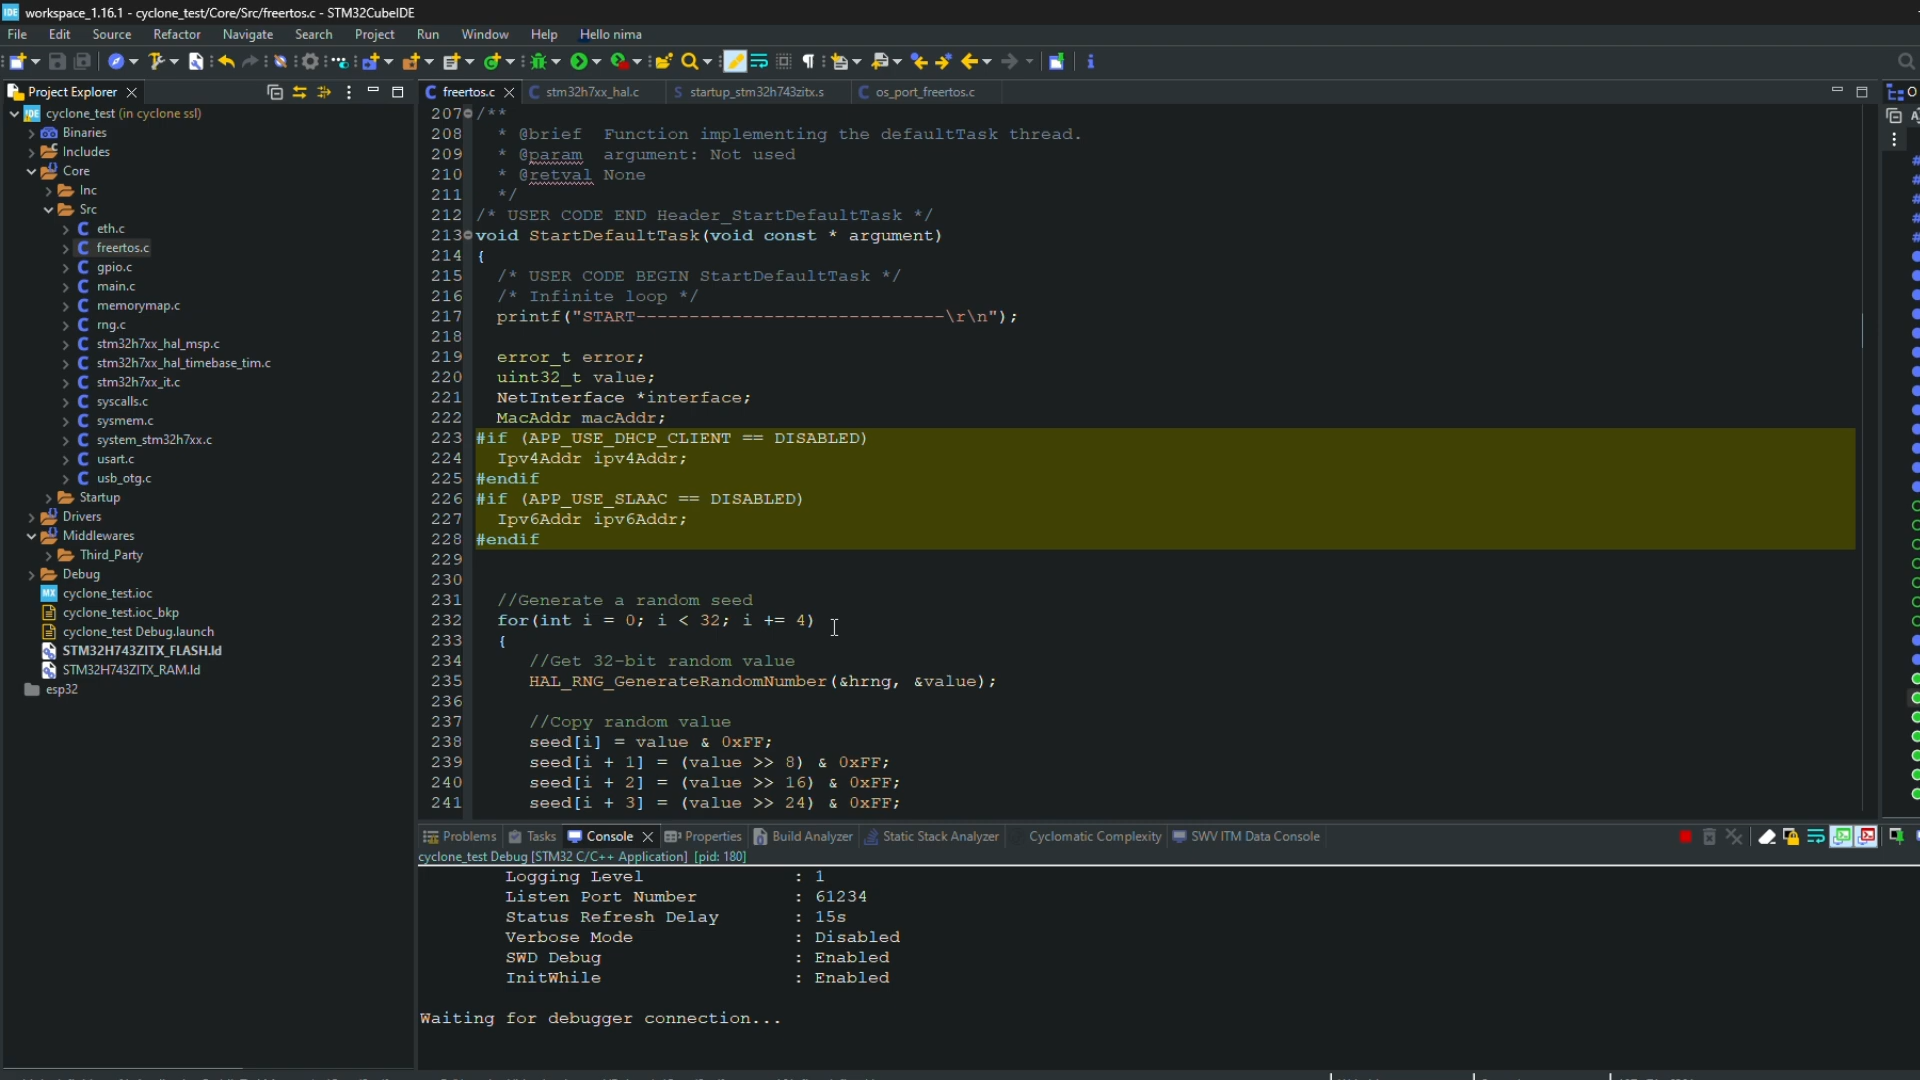 workspace_1.16.1 - cyclone_test/Core/Src/freertos.c - STM32CubeIDE
File Edit Source Refactor Navigate Search Project Run Window Help Hello nima
Project Explorer
cyclone_test (in cyclone ssl)
Binaries
Includes
Core
Inc
Src
eth.c
freertos.c
gpio.c
main.c
memorymap.c
rng.c
stm32h7xx_hal_msp.c
stm32h7xx_hal_timebase_tim.c
stm32h7xx_it.c
syscalls.c
sysmem.c
system_stm32h7xx.c
usart.c
usb_otg.c
Startup
Drivers
Middlewares
Third_Party
Debug
cyclone_test.ioc
cyclone_test.ioc_bkp
cyclone_test Debug.launch
STM32H743ZITX_FLASH.ld
STM32H743ZITX_RAM.ld
esp32
freertos.c stm32h7xx_hal.c startup_stm32h743zitx.s os_port_freertos.c
207 /**
208 * @brief  Function implementing the defaultTask thread.
209 * @param  argument: Not used
210 * @retval None
211 */
212 /* USER CODE END Header_StartDefaultTask */
213 void StartDefaultTask(void const * argument)
214 {
215 /* USER CODE BEGIN StartDefaultTask */
216 /* Infinite loop */
217 printf("START-----------------------------\r\n");
218
219 error_t error;
220 uint32_t value;
221 NetInterface *interface;
222 MacAddr macAddr;
223 #if (APP_USE_DHCP_CLIENT == DISABLED)
224 Ipv4Addr ipv4Addr;
225 #endif
226 #if (APP_USE_SLAAC == DISABLED)
227 Ipv6Addr ipv6Addr;
228 #endif
229
230
231 //Generate a random seed
232 for(int i = 0; i < 32; i += 4)
233 {
234 //Get 32-bit random value
235 HAL_RNG_GenerateRandomNumber(&hrng, &value);
236
237 //Copy random value
238 seed[i] = value & 0xFF;
239 seed[i + 1] = (value >> 8) & 0xFF;
240 seed[i + 2] = (value >> 16) & 0xFF;
241 seed[i + 3] = (value >> 24) & 0xFF;
Problems Tasks Console Properties Build Analyzer Static Stack Analyzer Cyclomatic Complexity SWV ITM Data Console
cyclone_test Debug [STM32 C/C++ Application] [pid: 180]
Logging Level : 1
Listen Port Number : 61234
Status Refresh Delay : 15s
Verbose Mode : Disabled
SWD Debug : Enabled
InitWhile : Enabled
Waiting for debugger connection...